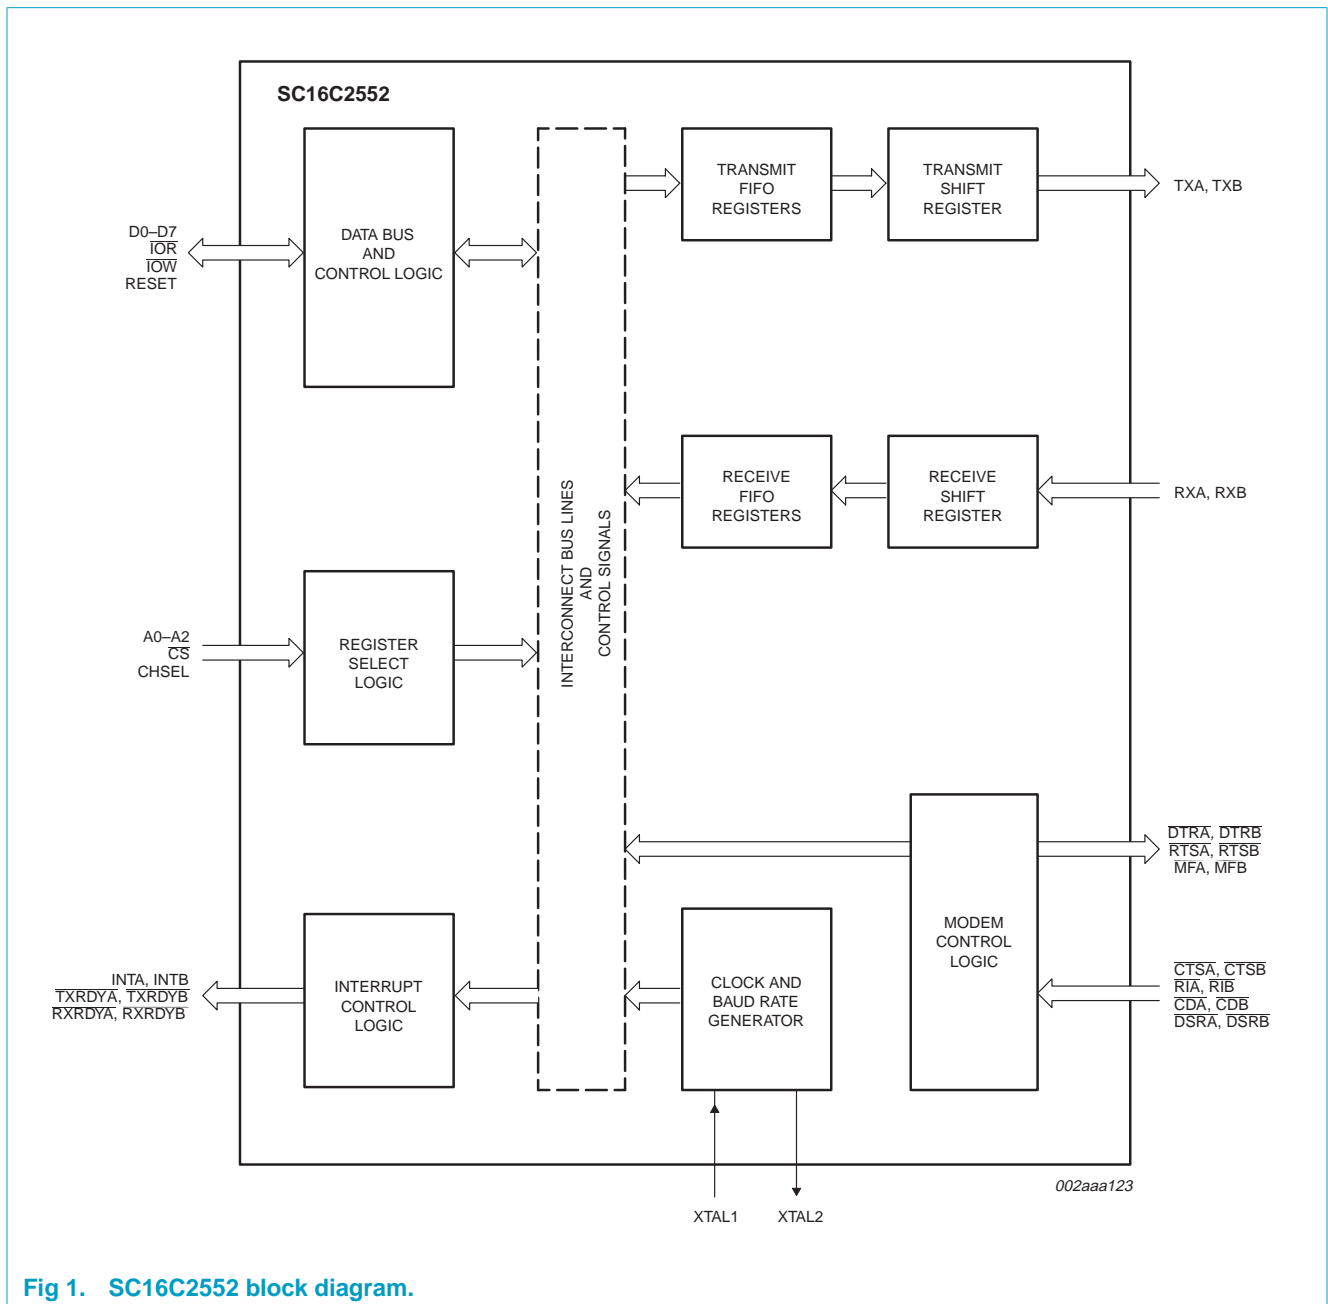 SC16C2552
D0–D7
IOR
IOW
RESET
DATA BUS
AND
CONTROL LOGIC
TRANSMIT
FIFO
REGISTERS
TRANSMIT
SHIFT
REGISTER
TXA, TXB
INTERCONNECT BUS LINES
AND
CONTROL SIGNALS
RECEIVE
FIFO
REGISTERS
RECEIVE
SHIFT
REGISTER
RXA, RXB
A0–A2
CS
CHSEL
REGISTER
SELECT
LOGIC
DTRA, DTRB
RTSA, RTSB
MFA, MFB
MODEM
CONTROL
LOGIC
INTA, INTB
TXRDYA, TXRDYB
RXRDYA, RXRDYB
INTERRUPT
CONTROL
LOGIC
CLOCK AND
BAUD RATE
GENERATOR
CTSA, CTSB
RIA, RIB
CDA, CDB
DSRA, DSRB
XTAL1
XTAL2
002aaa123
Fig 1. SC16C2552 block diagram.